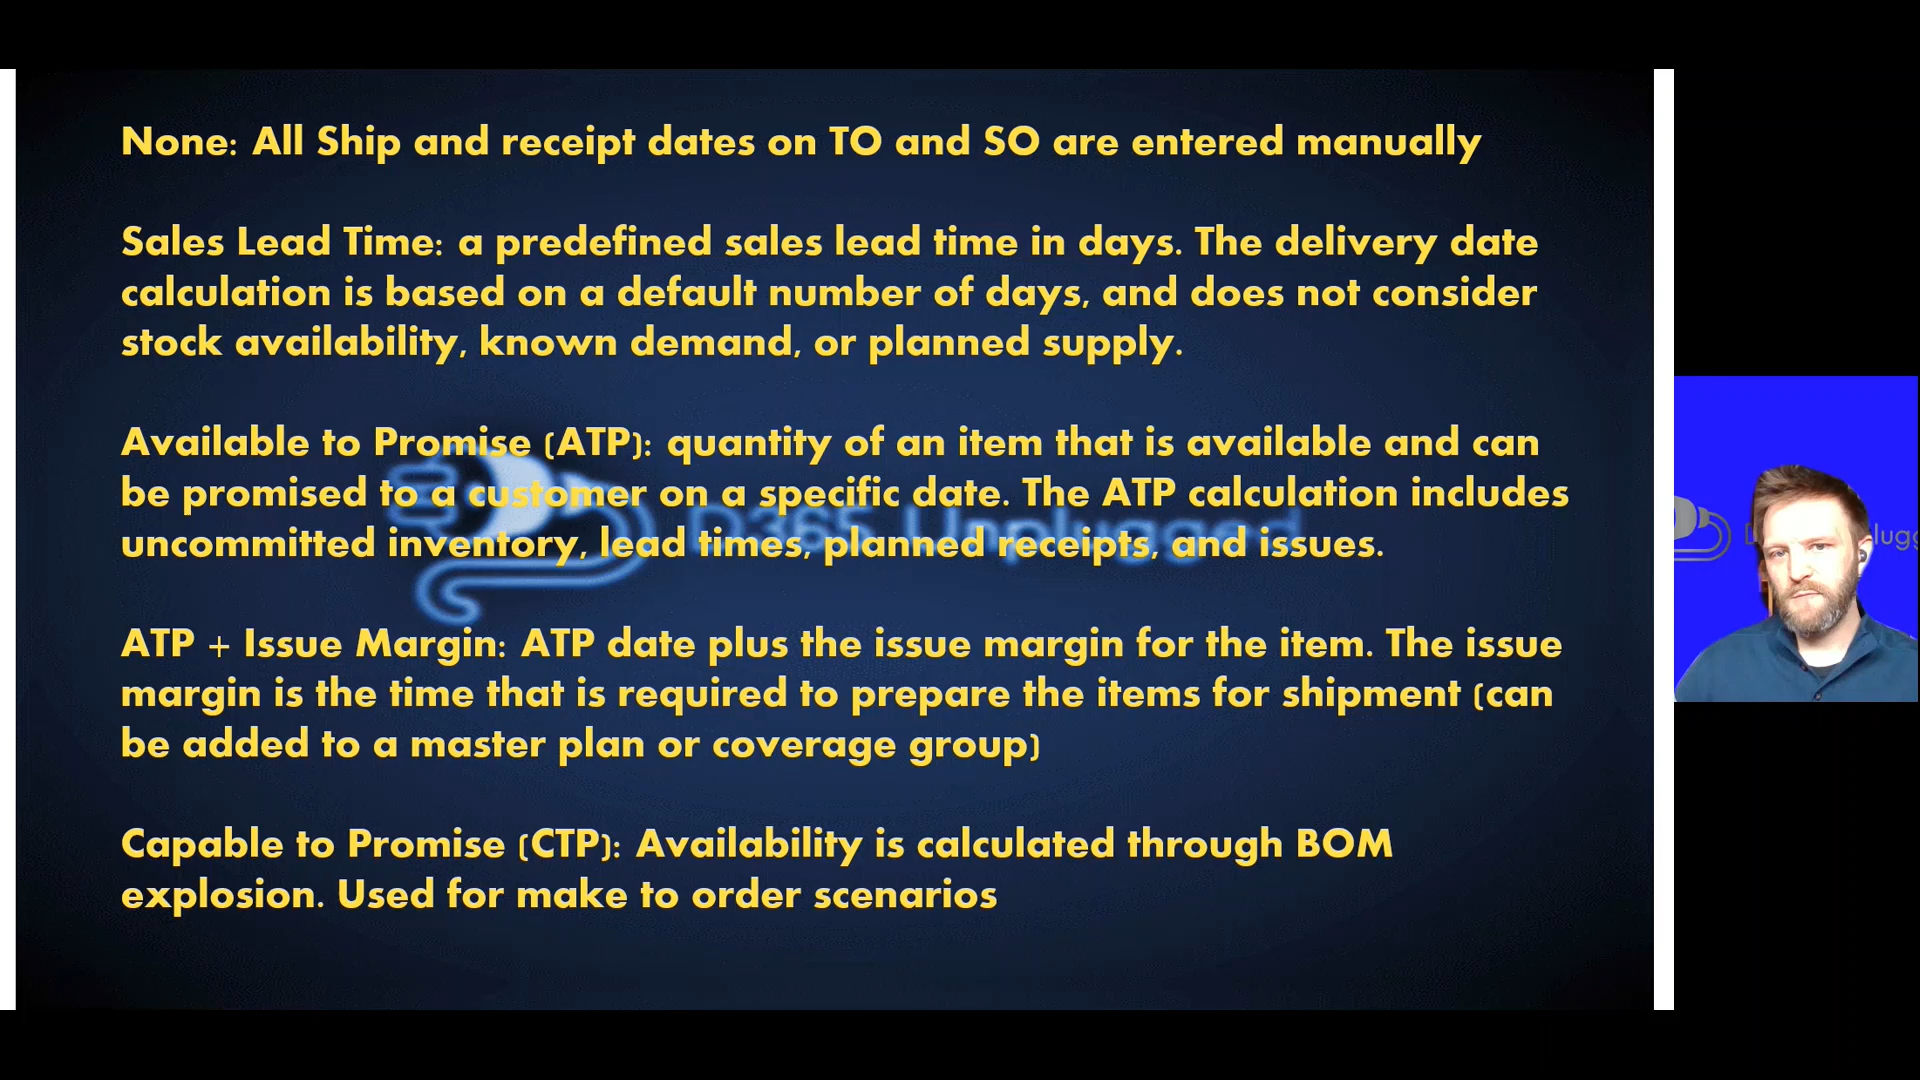 None: All Ship and receipt dates on TO and SO are entered manually
Sales Lead Time: a predefined sales lead time in days. The delivery date
calculation is based on a default number of days, and does not consider
stock availability, known demand, or planned supply.
Available to Promise (ATP): quantity of an item that is available and can
be promised to a customer on a specific date. The ATP calculation includes
uncommitted inventory, lead times, planned receipts, and issues.
D365 Unplugged
ATP + Issue Margin: ATP date plus the issue margin for the item. The issue
margin is the time that is required to prepare the items for shipment (can
be added to a master plan or coverage group)
Capable to Promise (CTP): Availability is calculated through BOM
explosion. Used for make to order scenarios